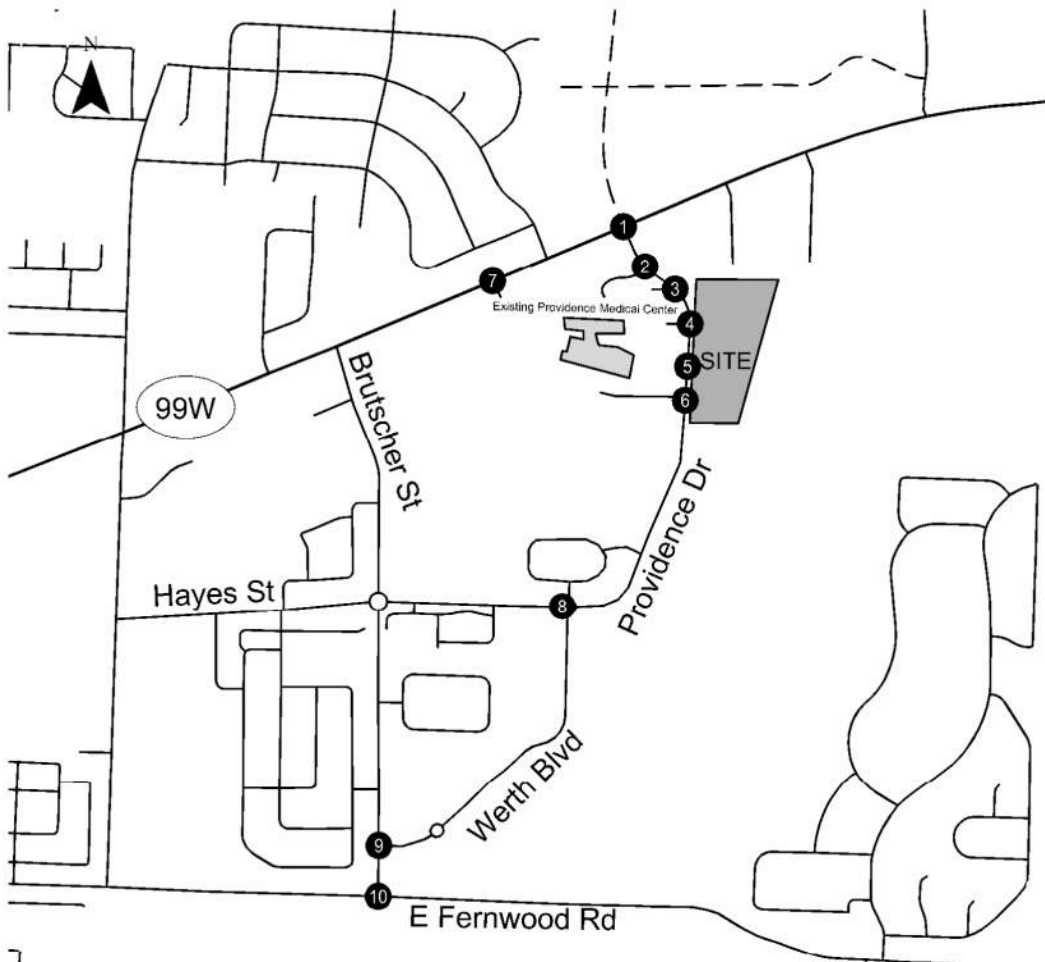 N
1
2
3
7
Existing Providence Medical Center
4
SITE
5
6
Brutscher St
99W
Providence Dr
Hayes St
8
Werth Blvd
9
10
E Fernwood Rd